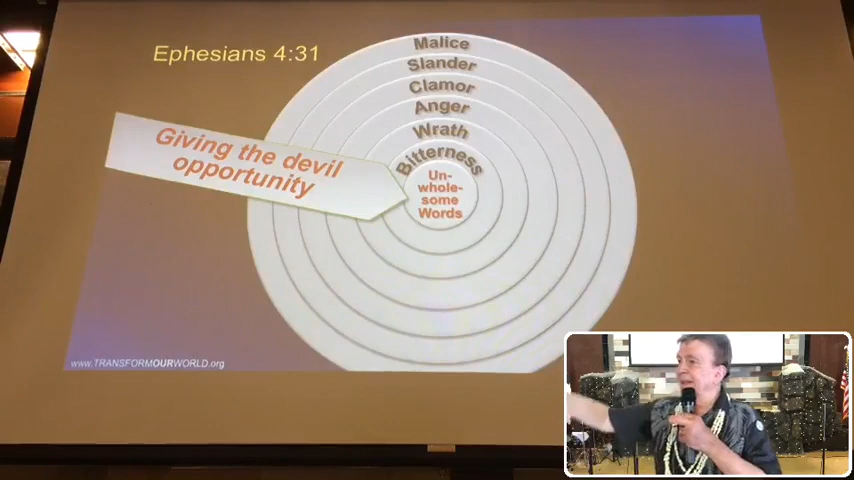 Ephesians 4:31
Malice
Slander
Clamor
Anger
Wrath
Bitterness
Un-
whole-
some
Words
Giving the devil
opportunity
www.TRANSFORMOURWORLD.org